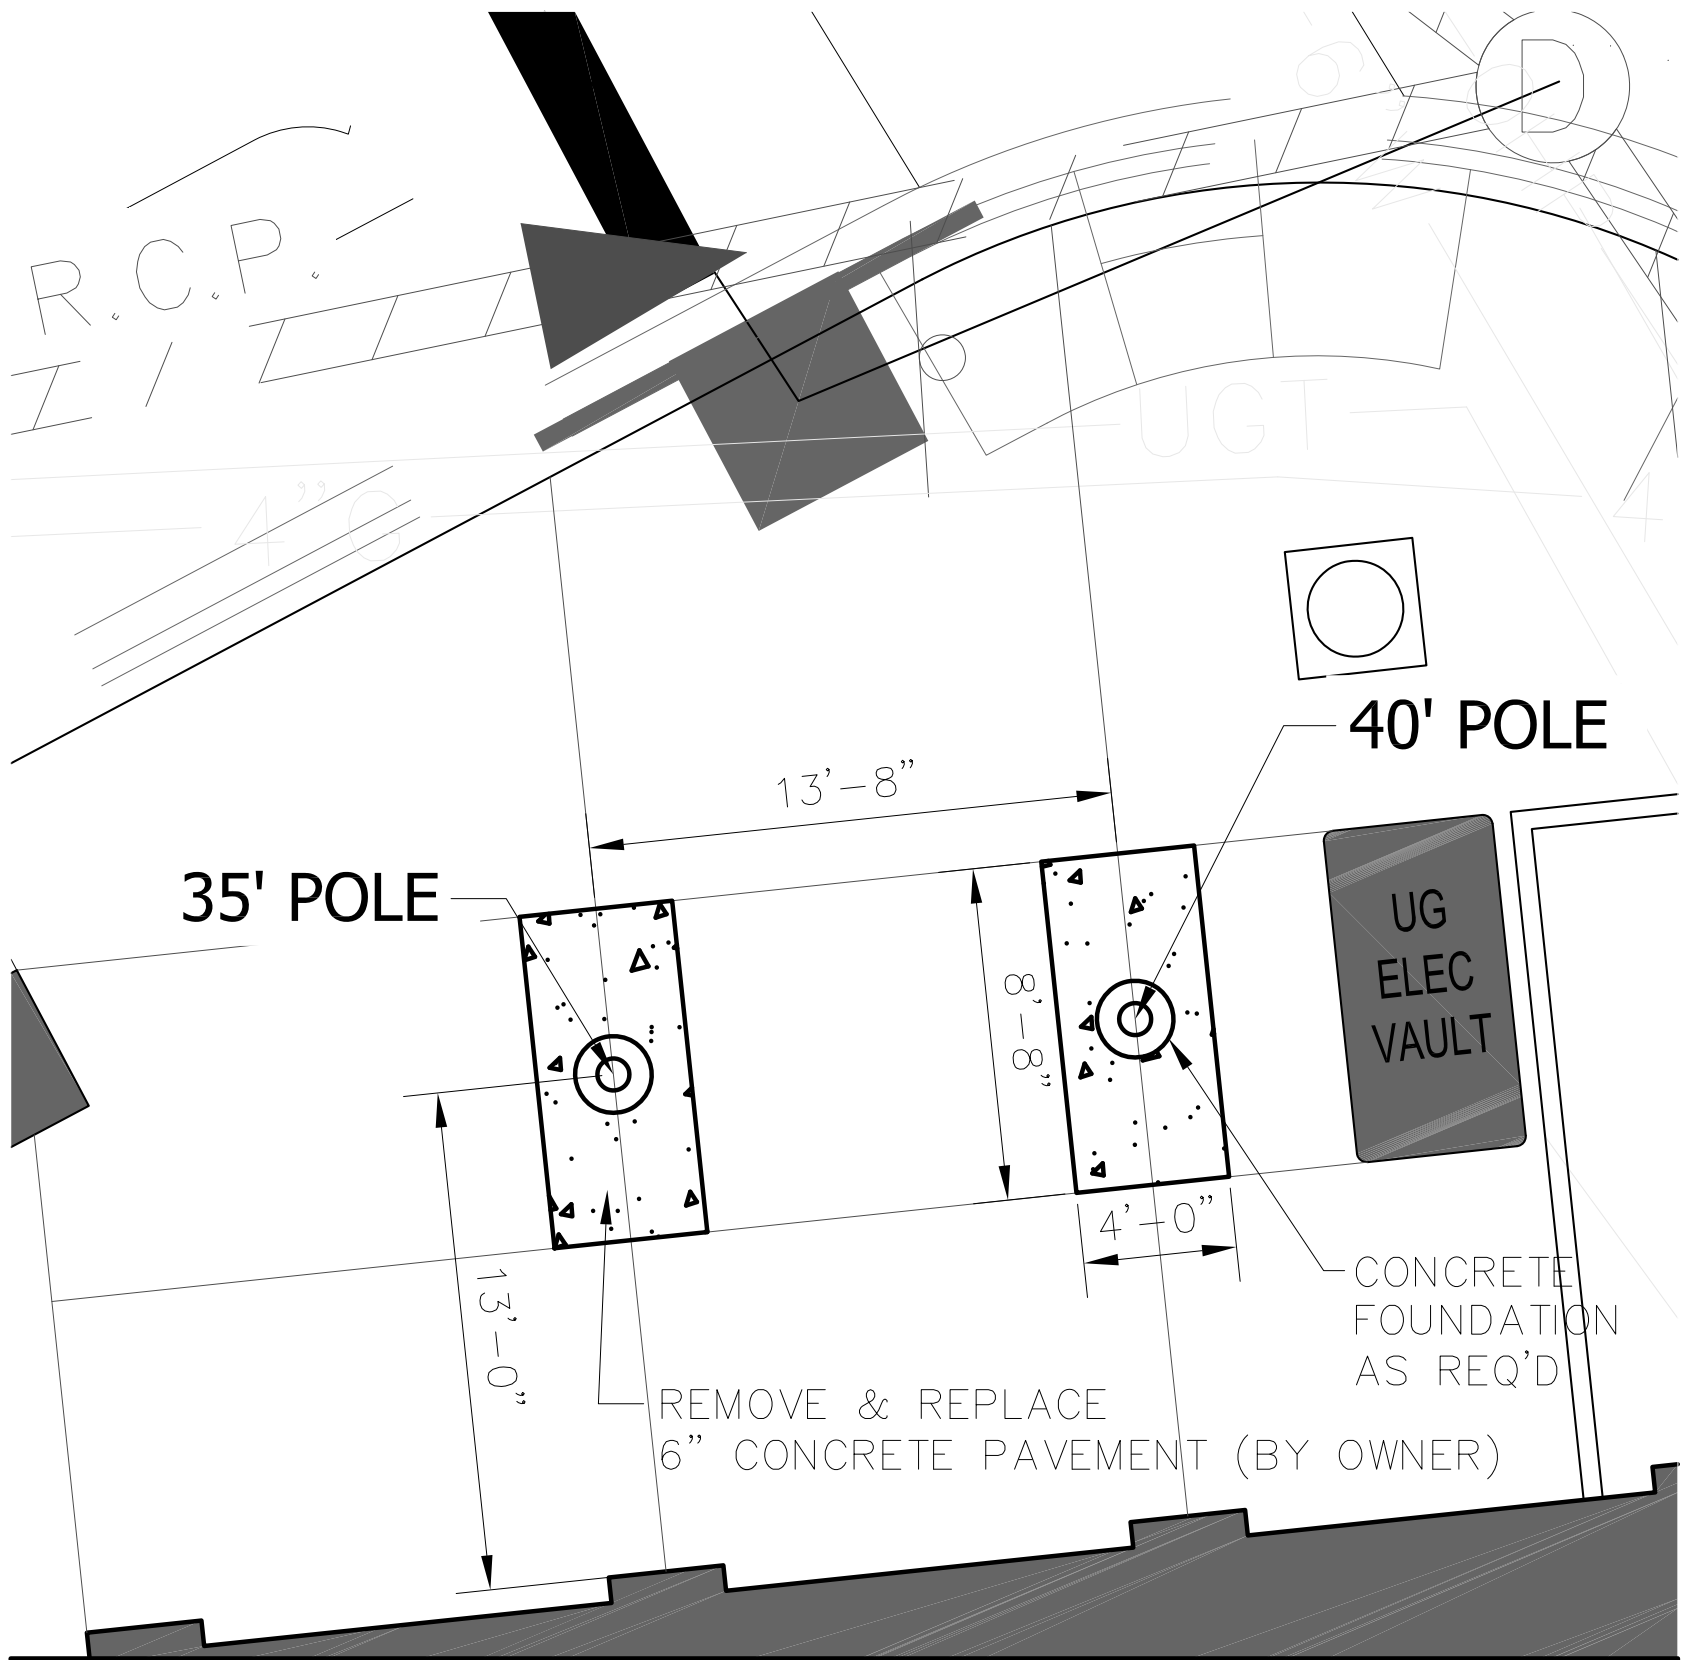 D
R.C.P.
UGT
4" G
40' POLE
13'-8"
35' POLE
UG
ELEC
VAULT
8'-8"
4'-0"
CONCRETE
FOUNDATION
AS REQ'D
13'-0"
REMOVE & REPLACE
6" CONCRETE PAVEMENT (BY OWNER)